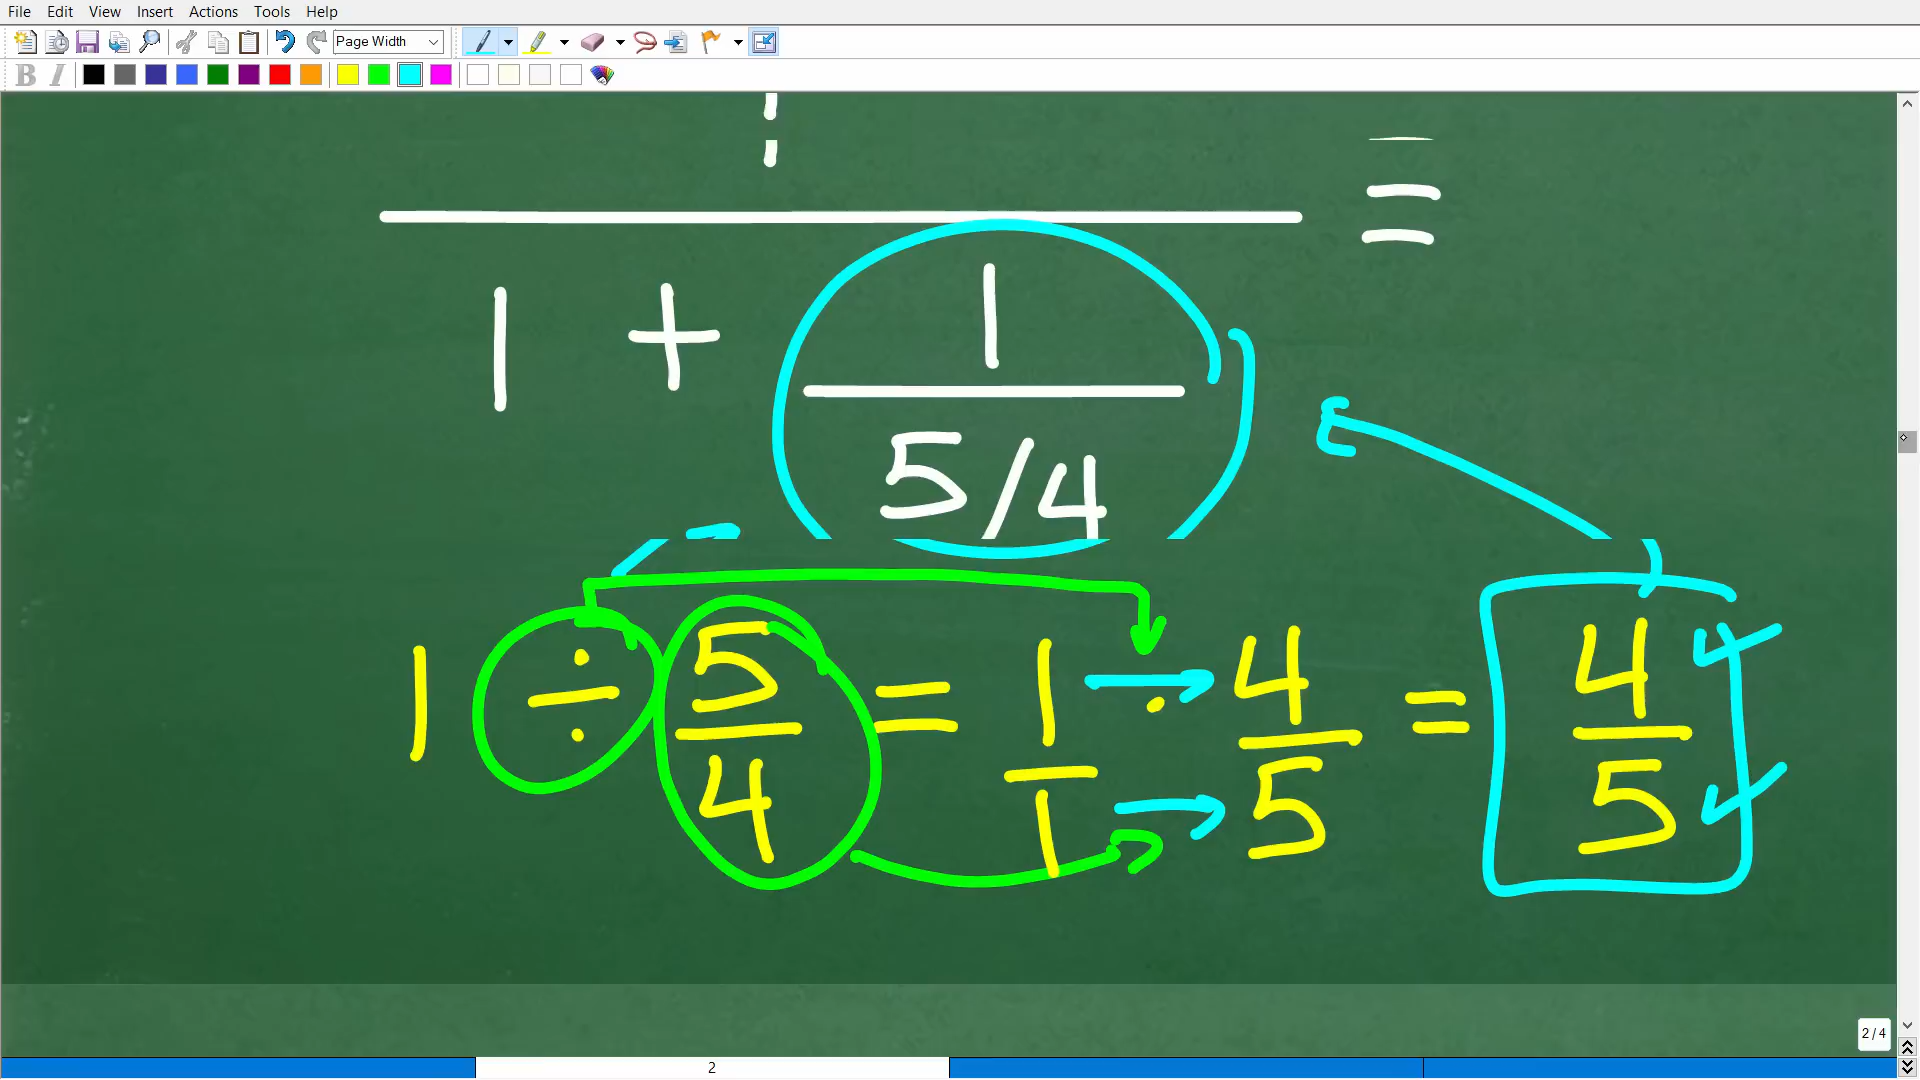 File Edit View Insert Actions Tools Help
Page Width
B I
=
1 + 1
5/4
1 ÷ 5/4 = 1/1 · 4/5 = 4/5
2/4
2